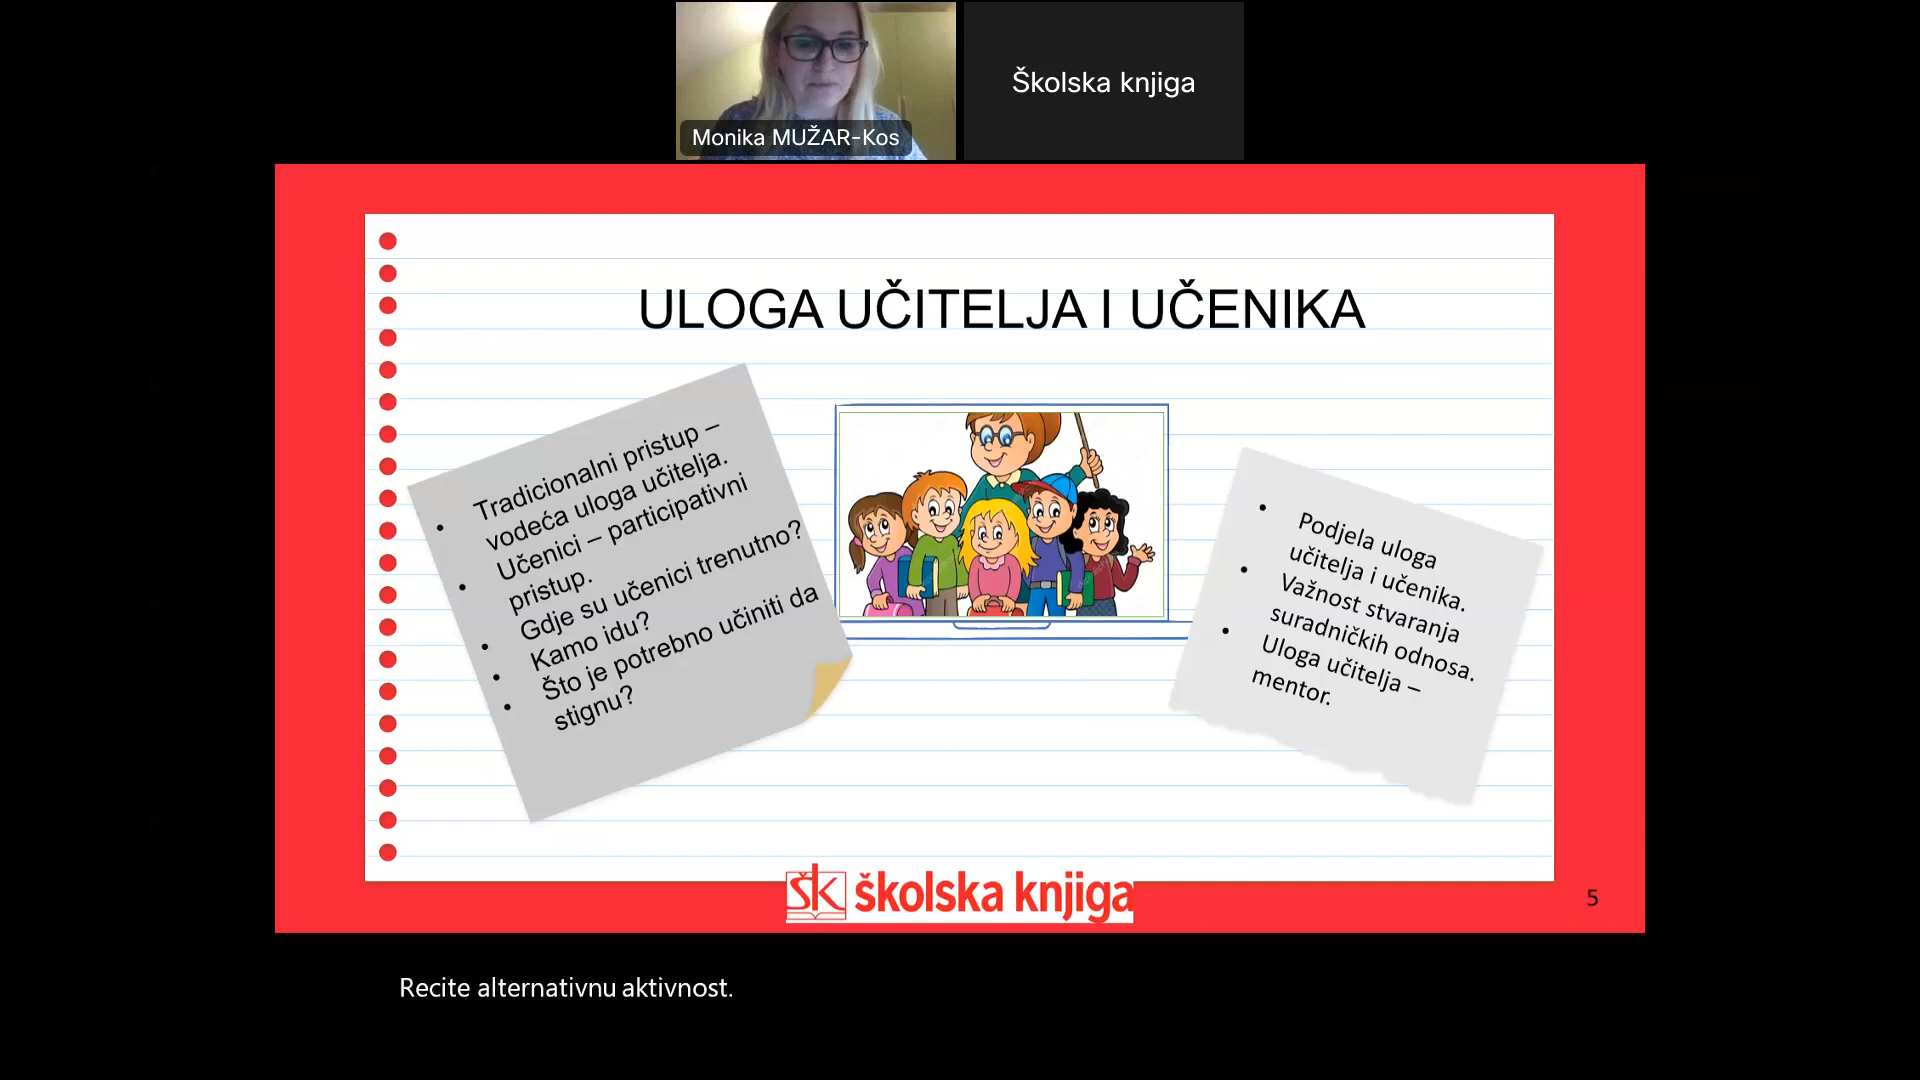 Školska knjiga
Monika MUŽAR-Kos
ULOGA UČITELJA I UČENIKA
• Tradicionalni pristup –
vodeća uloga učitelja.
• Učenici – participativni
pristup.
• Gdje su učenici trenutno?
• Kamo idu?
• Što je potrebno učiniti da
stignu?
• Podjela uloga
učitelja i učenika.
• Važnost stvaranja
suradničkih odnosa.
• Uloga učitelja –
mentor.
ŠK školska knjiga
5
Recite alternativnu aktivnost.